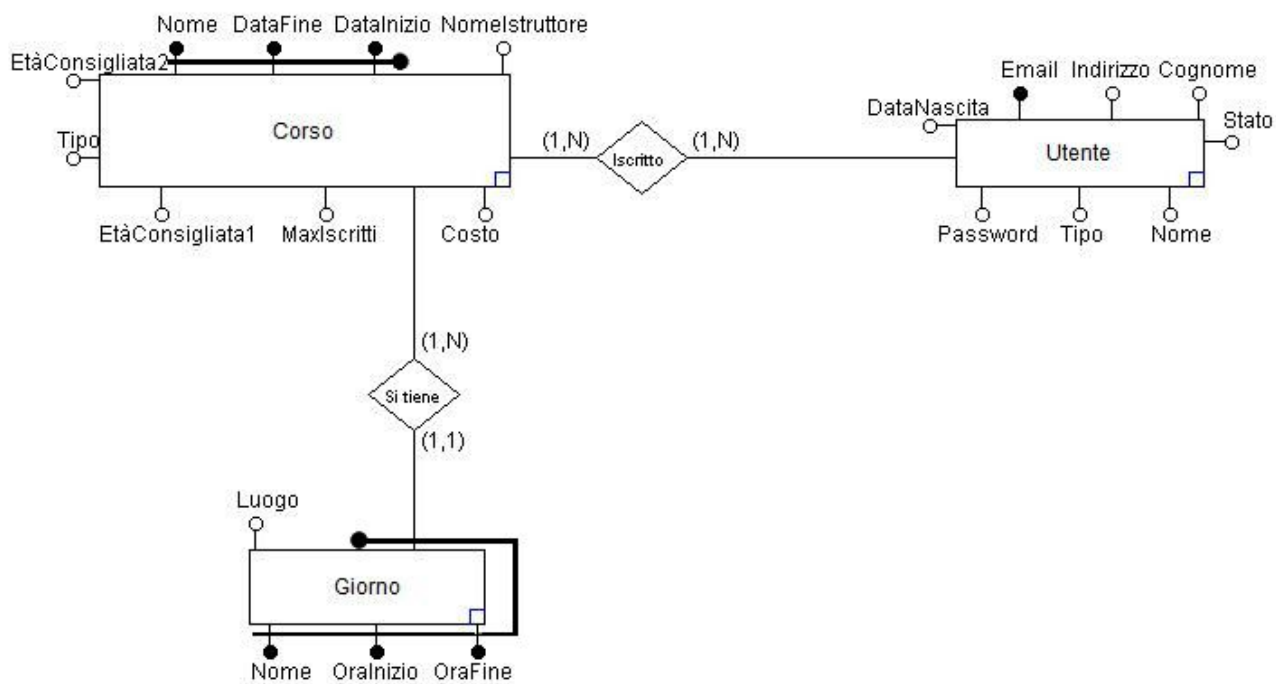 Nome DataFine DataInizio NomeIstruttore
EtàConsigliata2
Corso
Tipo
EtàConsigliata1 MaxIscritti Costo
(1,N) Iscritto (1,N)
Email Indirizzo Cognome
DataNascita
Stato
Utente
Password Tipo Nome
(1,N)
Si tiene
(1,1)
Luogo
Giorno
Nome OraInizio OraFine